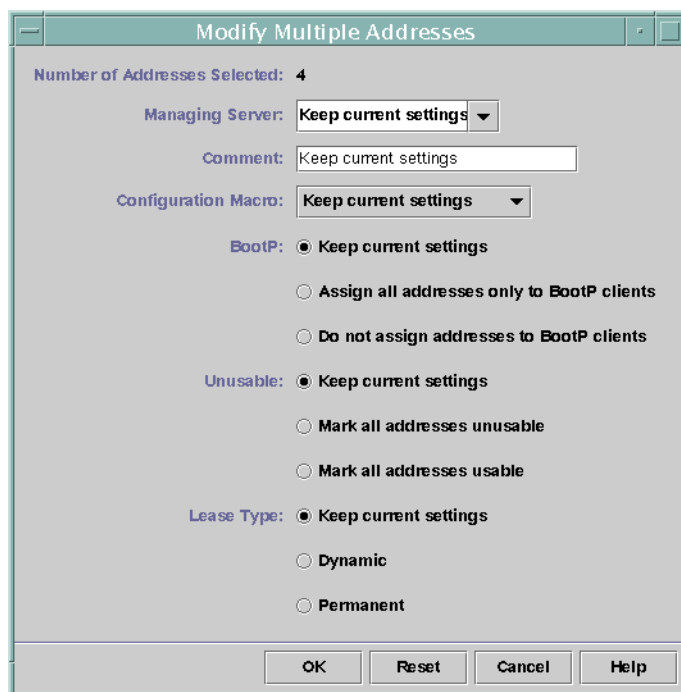 Modify Multiple Addresses
Number of Addresses Selected: 4
Managing Server: Keep current settings
Comment: Keep current settings
Configuration Macro: Keep current settings
BootP: Keep current settings
Assign all addresses only to BootP clients
Do not assign addresses to BootP clients
Unusable: Keep current settings
Mark all addresses unusable
Mark all addresses usable
Lease Type: Keep current settings
Dynamic
Permanent
OK Reset Cancel Help